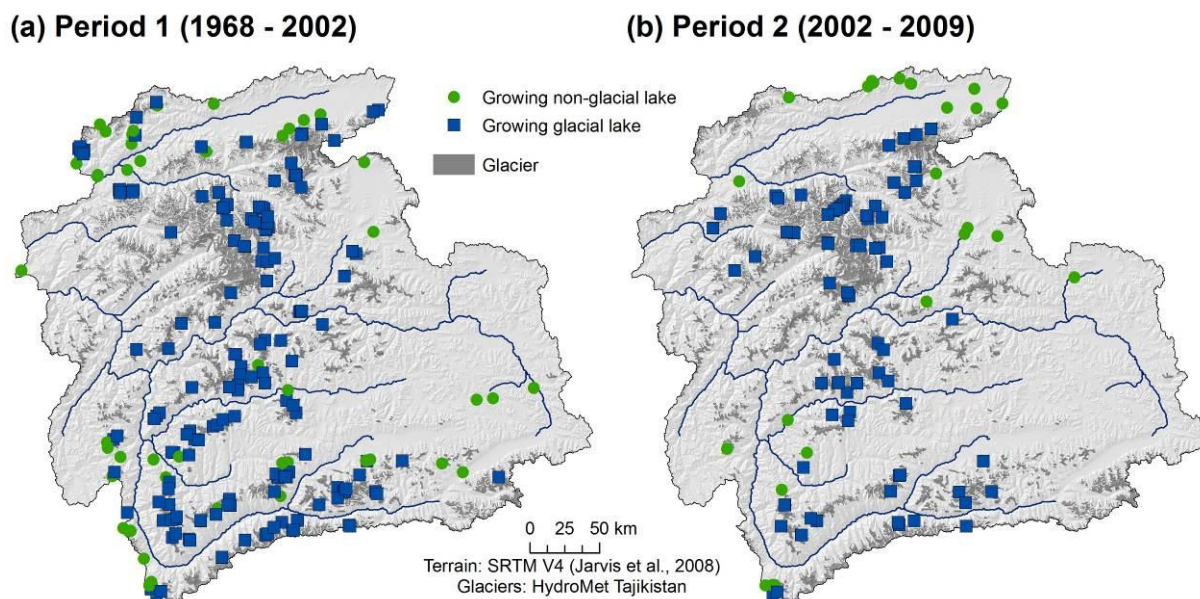 (a) Period 1 (1968 - 2002)
(b) Period 2 (2002 - 2009)
Growing non-glacial lake
Growing glacial lake
Glacier
0 25 50 km
Terrain: SRTM V4 (Jarvis et al., 2008)
Glaciers: HydroMet Tajikistan